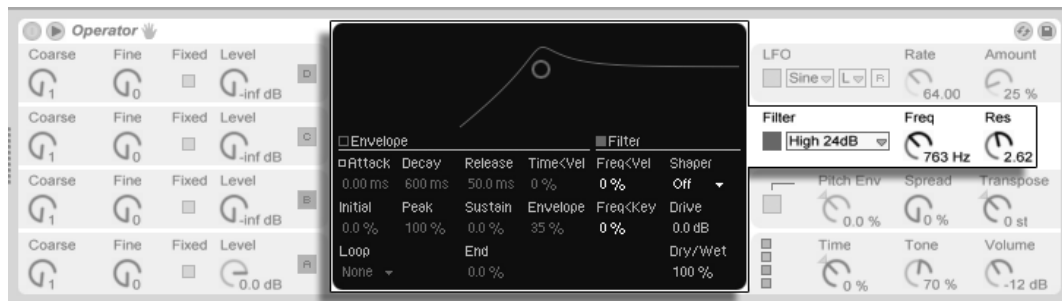 Operator
Coarse Fine Fixed Level
1 0 -inf dB D
Coarse Fine Fixed Level
1 0 -inf dB C
Coarse Fine Fixed Level
1 0 -inf dB B
Coarse Fine Fixed Level
1 0 0.0 dB A
Envelope Filter
Attack Decay Release Time<Vel Freq<Vel Shaper
0.00 ms 600 ms 50.0 ms 0 % 0 % Off
Initial Peak Sustain Envelope Freq<Key Drive
0.0 % 100 % 0.0 % 35 % 0 % 0.0 dB
Loop End Dry/Wet
None 0.0 % 100 %
LFO Rate Amount
Sine L R 64.00 25 %
Filter Freq Res
High 24dB 763 Hz 2.62
Pitch Env Spread Transpose
0.0 % 0 % 0 st
Time Tone Volume
0 % 70 % -12 dB